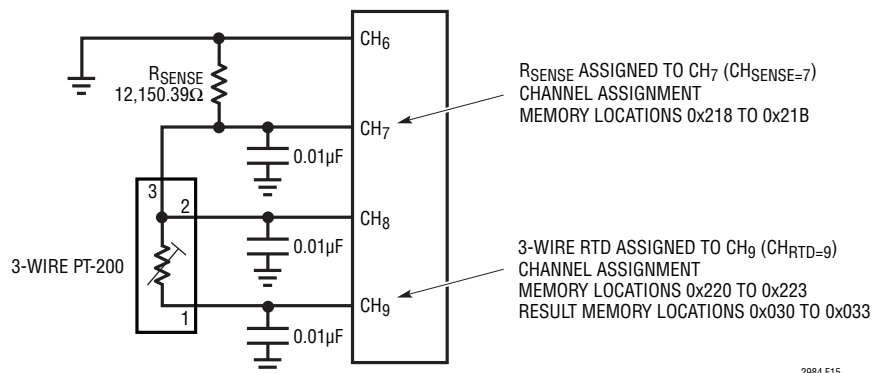 CH6
RSENSE
12,150.39Ω
RSENSE ASSIGNED TO CH7 (CHSENSE=7)
CHANNEL ASSIGNMENT
MEMORY LOCATIONS 0x218 TO 0x21B
CH7
0.01µF
3
2
CH8
0.01µF
3-WIRE PT-200
3-WIRE RTD ASSIGNED TO CH9 (CHRTD=9)
CHANNEL ASSIGNMENT
MEMORY LOCATIONS 0x220 TO 0x223
RESULT MEMORY LOCATIONS 0x030 TO 0x033
1
CH9
0.01µF
2984 F15